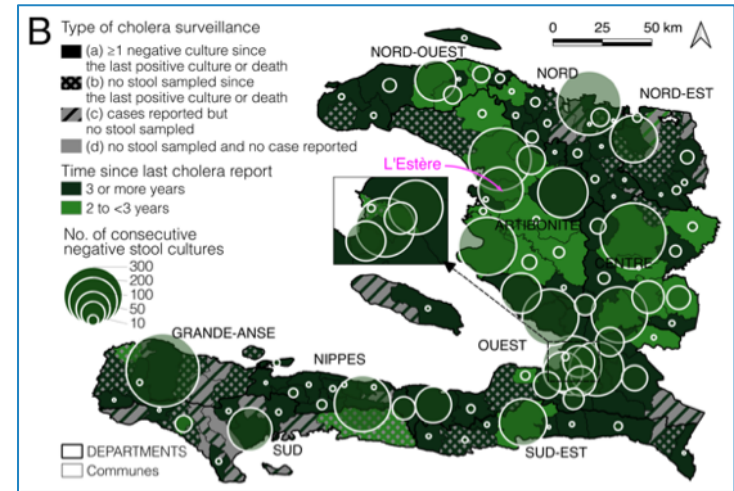 B
Type of cholera surveillance
(a) ≥1 negative culture since
the last positive culture or death
(b) no stool sampled since
the last positive culture or death
(c) cases reported but
no stool sampled
(d) no stool sampled and no case reported
Time since last cholera report
3 or more years
2 to <3 years
No. of consecutive
negative stool cultures
300
200
100
50
10
0 25 50 km
NORD-OUEST
NORD
NORD-EST
L'Estère
ARTIBONITE
CENTRE
GRANDE-ANSE
NIPPES
OUEST
SUD
SUD-EST
DEPARTMENTS
Communes